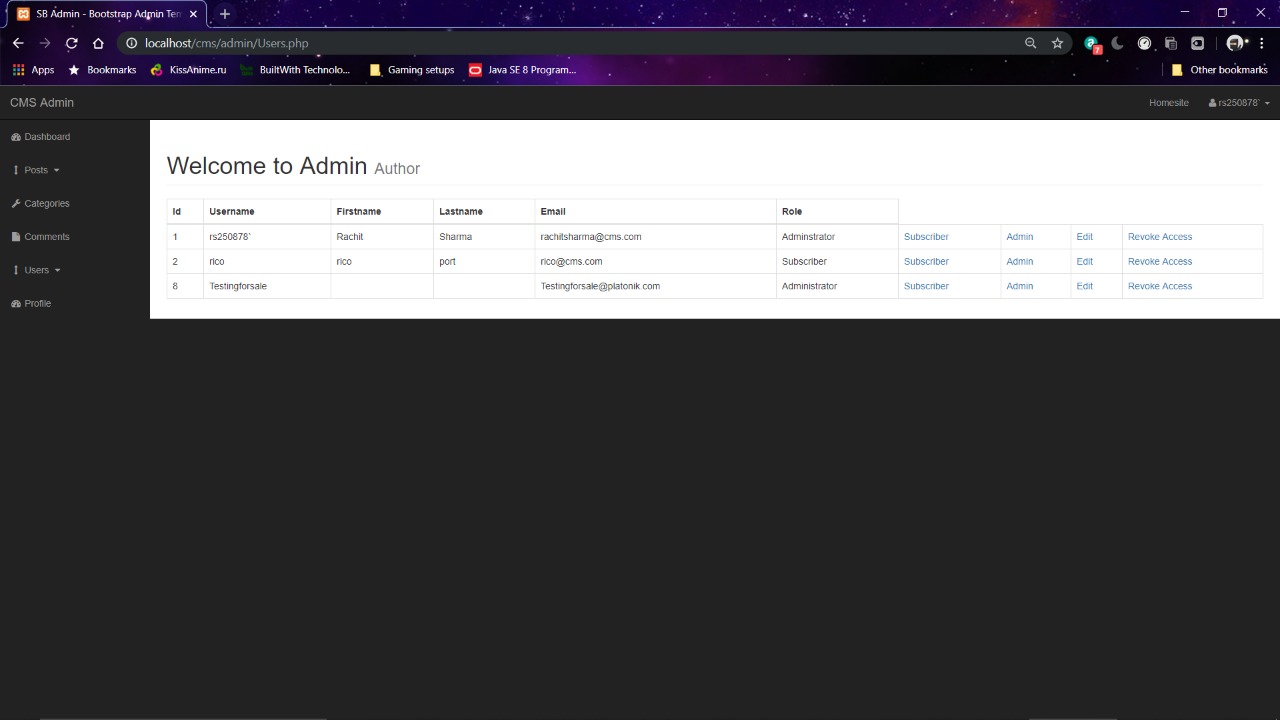 SB Admin - Bootstrap Admin Tem
localhost/cms/admin/Users.php
7
Apps Bookmarks KissAnime.ru BuiltWith Technolo... Gaming setups Java SE 8 Program... Other bookmarks
CMS Admin Homesite rs250878`
Dashboard
Posts
Categories
Comments
Users
Profile
Welcome to Admin Author
Id Username Firstname Lastname Email Role
1 rs250878` Rachit Sharma rachitsharma@cms.com Adminstrator Subscriber Admin Edit Revoke Access
2 rico rico port rico@cms.com Subscriber Subscriber Admin Edit Revoke Access
8 Testingforsale Testingforsale@platonik.com Administrator Subscriber Admin Edit Revoke Access